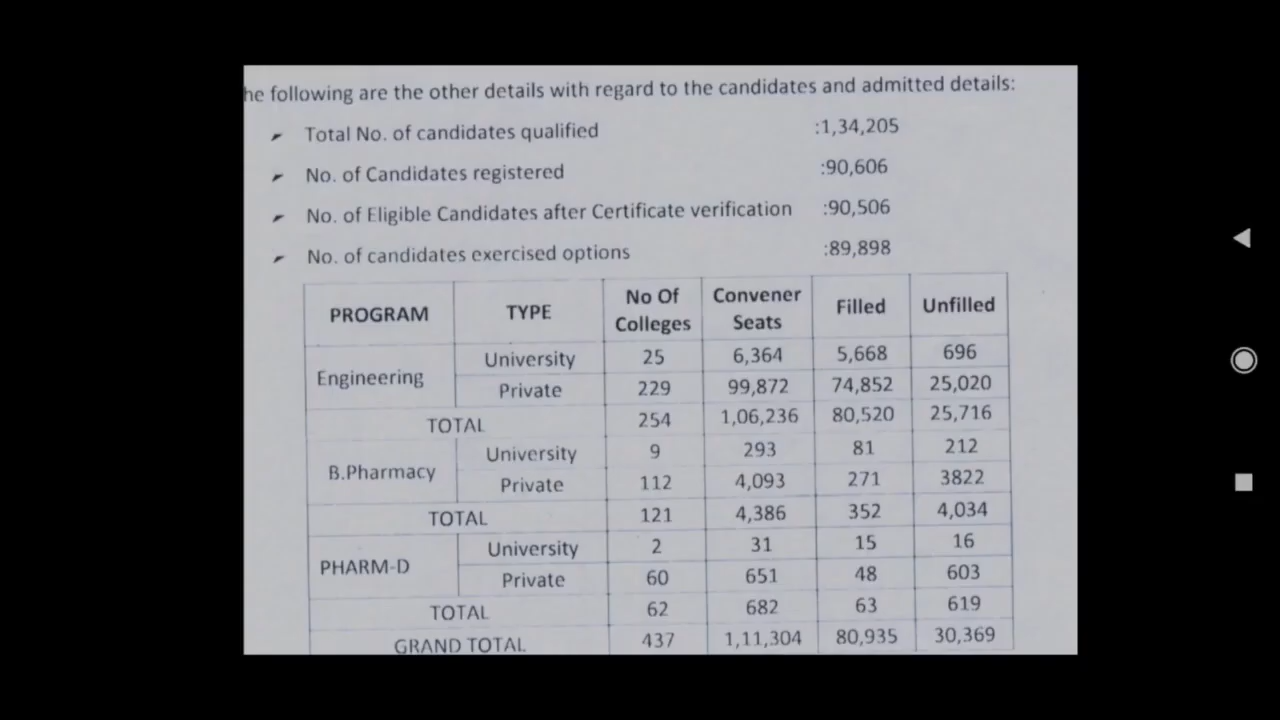 he following are the other details with regard to the candidates and admitted details:
Total No. of candidates qualified :1,34,205
No. of Candidates registered :90,606
No. of Eligible Candidates after Certificate verification :90,506
No. of candidates exercised options :89,898
PROGRAM TYPE No Of Colleges Convener Seats Filled Unfilled
Engineering University 25 6,364 5,668 696
Private 229 99,872 74,852 25,020
TOTAL 254 1,06,236 80,520 25,716
B.Pharmacy University 9 293 81 212
Private 112 4,093 271 3822
TOTAL 121 4,386 352 4,034
PHARM-D University 2 31 15 16
Private 60 651 48 603
TOTAL 62 682 63 619
GRAND TOTAL 437 1,11,304 80,935 30,369